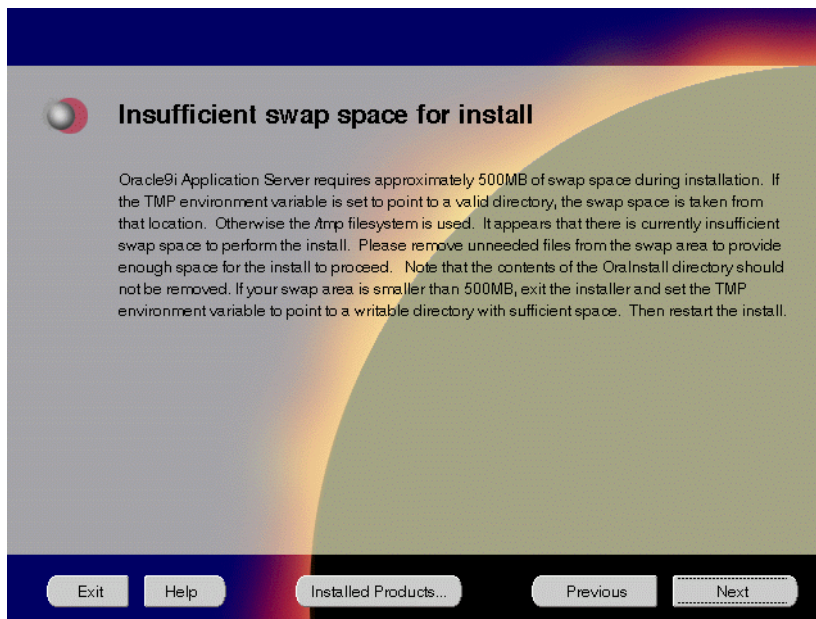 Insufficient swap space for install
Oracle9i Application Server requires approximately 500MB of swap space during installation. If
the TMP environment variable is set to point to a valid directory, the swap space is taken from
that location. Otherwise the /tmp filesystem is used. It appears that there is currently insufficient
swap space to perform the install. Please remove unneeded files from the swap area to provide
enough space for the install to proceed. Note that the contents of the OraInstall directory should
not be removed. If your swap area is smaller than 500MB, exit the installer and set the TMP
environment variable to point to a writable directory with sufficient space. Then restart the install.
Exit Help Installed Products... Previous Next